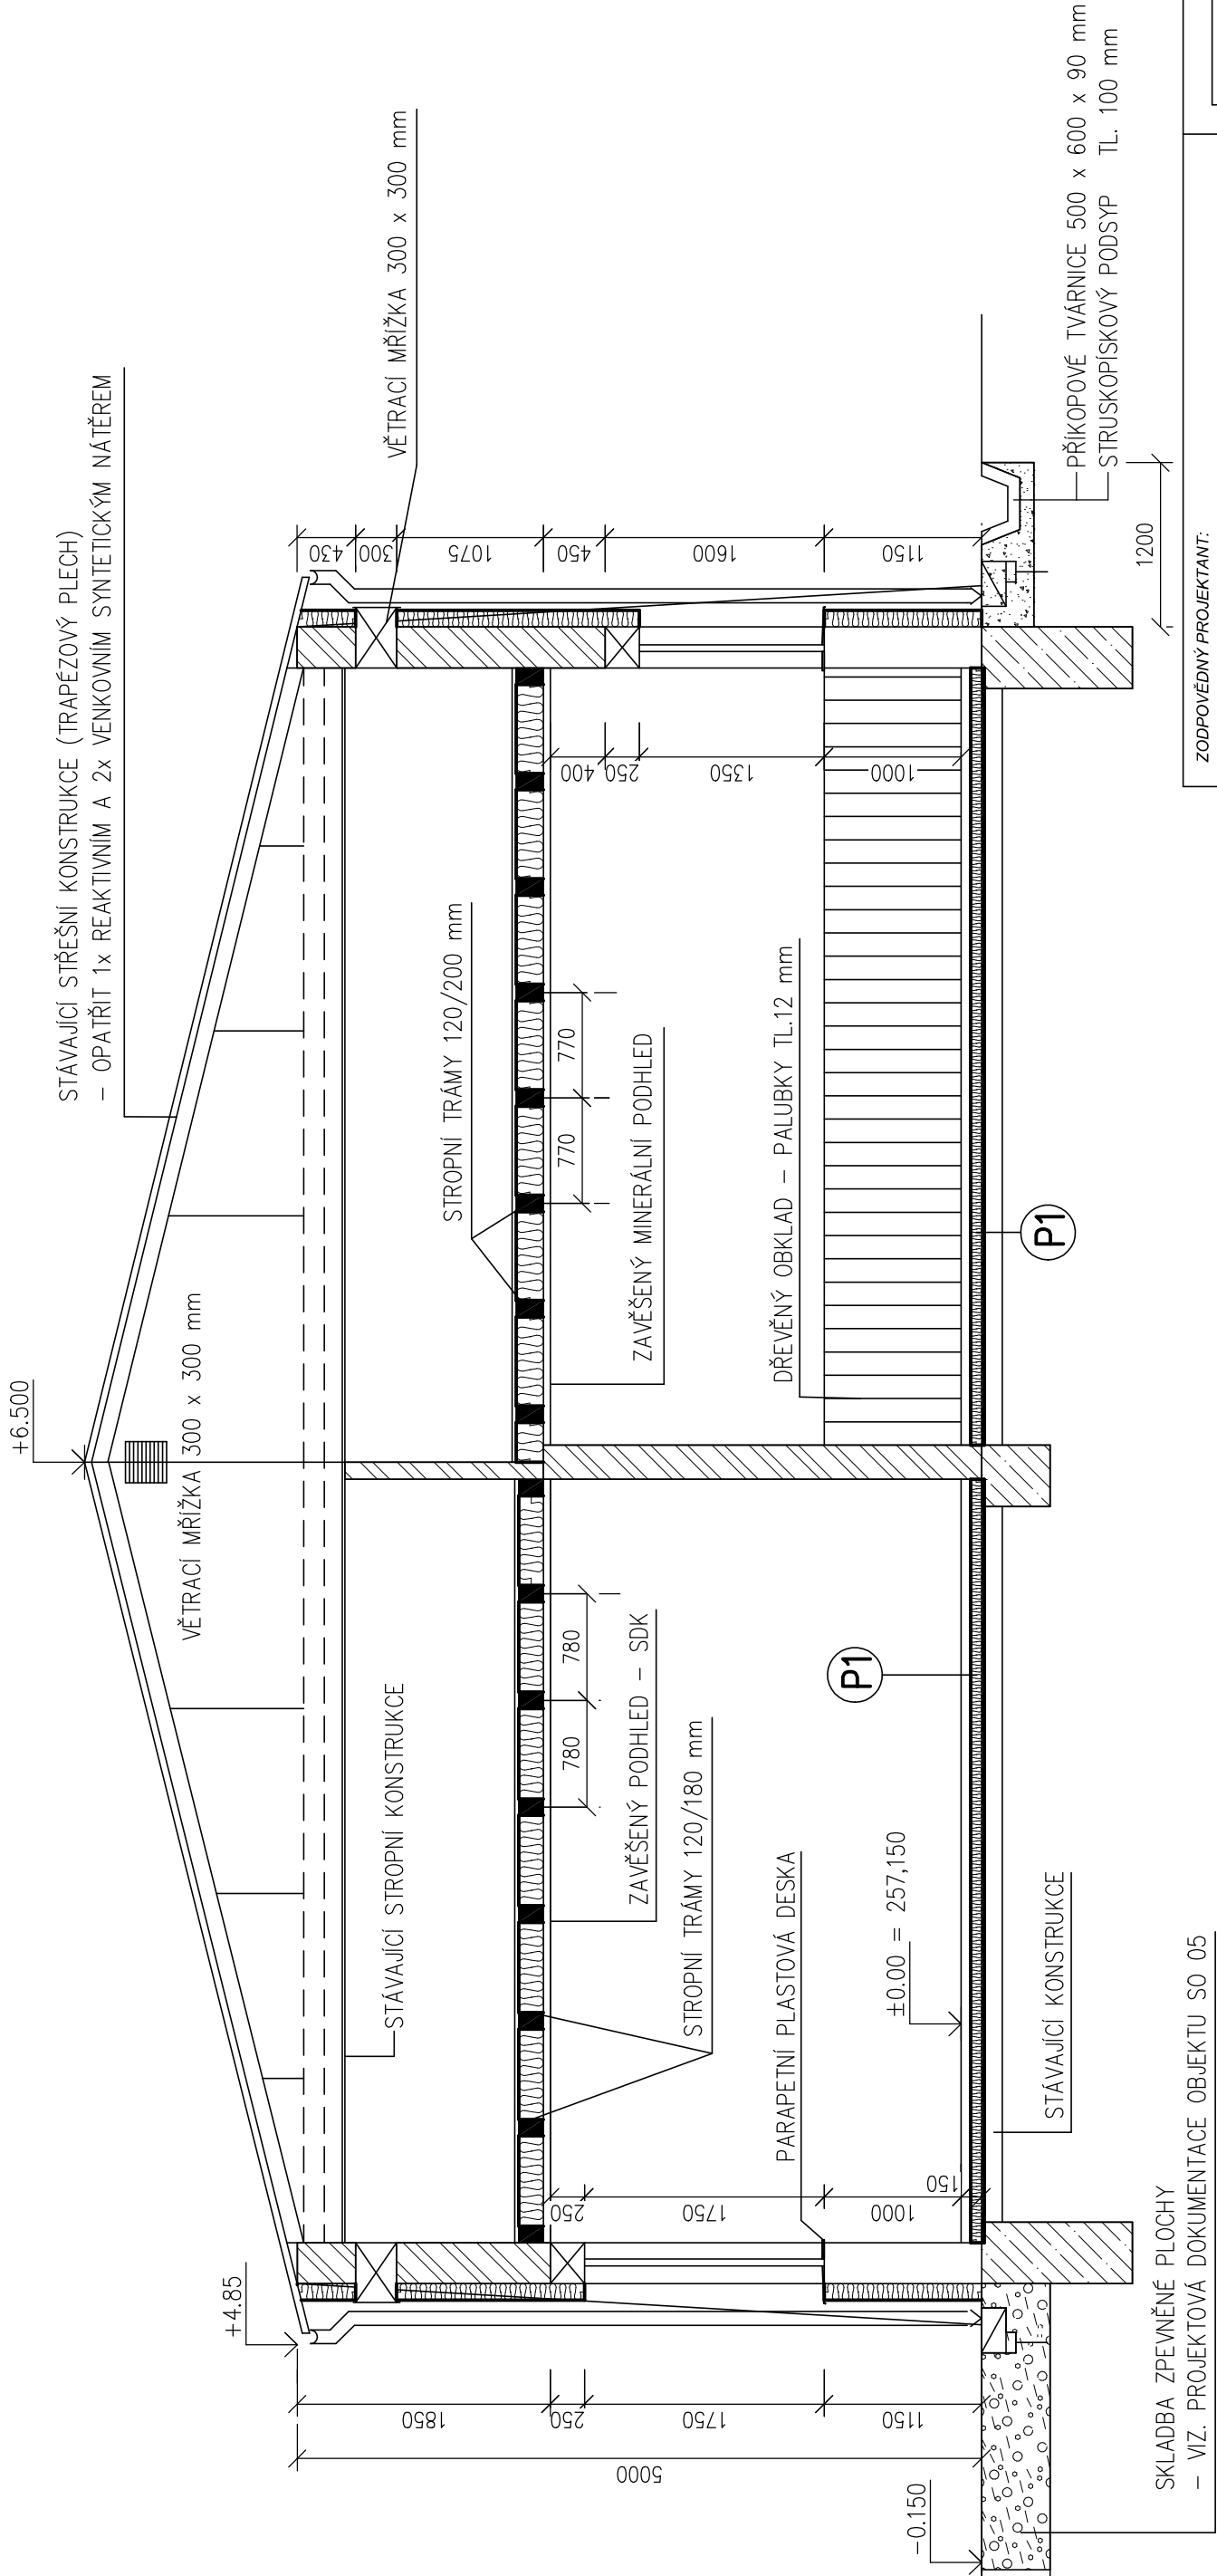 +6.500
STÁVAJÍCÍ STŘEŠNÍ KONSTRUKCE (TRAPÉZOVÝ PLECH)
- OPATŘIT 1x REAKTIVNÍM A 2x VENKOVNÍM SYNTETICKÝM NÁTĚREM
VĚTRACÍ MŘÍŽKA 300 x 300 mm
VĚTRACÍ MŘÍŽKA 300 x 300 mm
+4.85
STÁVAJÍCÍ STROPNÍ KONSTRUKCE
STROPNÍ TRÁMY 120/200 mm
780
780
770
770
ZAVĚŠENÝ PODHLED - SDK
ZAVĚŠENÝ MINERÁLNÍ PODHLED
STROPNÍ TRÁMY 120/180 mm
PARAPETNÍ PLASTOVÁ DESKA
DŘEVĚNÝ OBKLAD - PALUBKY TL.12 mm
±0.00 = 257,150
P1
P1
5000
1850
250
1750
1150
250
1750
1000
150
400
250
1350
1000
430
300
1075
450
1600
1150
-0.150
STÁVAJÍCÍ KONSTRUKCE
SKLADBA ZPEVNĚNÉ PLOCHY
- VIZ. PROJEKTOVÁ DOKUMENTACE OBJEKTU SO 05
PŘÍKOPOVÉ TVÁRNICE 500 x 600 x 90 mm
STRUSKOPÍSKOVÝ PODSYP TL. 100 mm
1200
ZODPOVĚDNÝ PROJEKTANT: